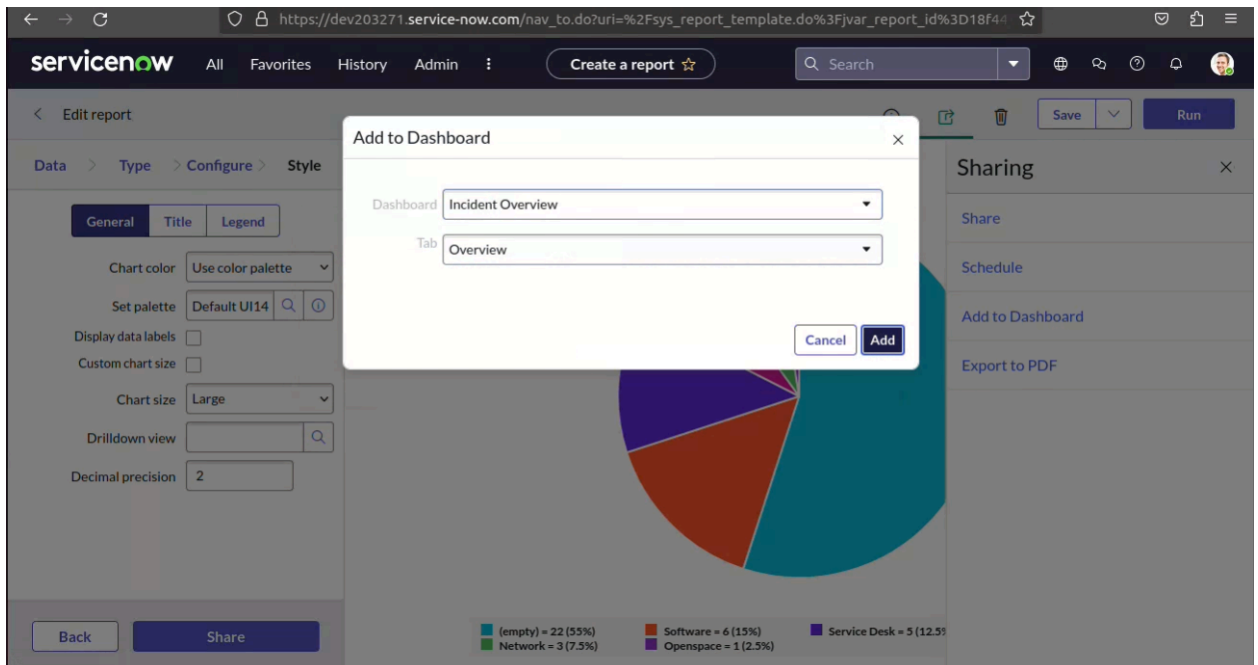 https://dev203271.service-now.com/nav_to.do?uri=%2Fsys_report_template.do%3Fjvar_report_id%3D18f44
servicenow All Favorites History Admin Create a report Search
Edit report Save Run
Data > Type > Configure > Style
General Title Legend
Chart color Use color palette
Set palette Default UI14
Display data labels
Custom chart size
Chart size Large
Drilldown view
Decimal precision 2
Back Share
Add to Dashboard
Dashboard Incident Overview
Tab Overview
Cancel Add
(empty) = 22 (55%) Software = 6 (15%) Service Desk = 5 (12.5%
Network = 3 (7.5%) Openspace = 1 (2.5%)
Sharing
Share
Schedule
Add to Dashboard
Export to PDF